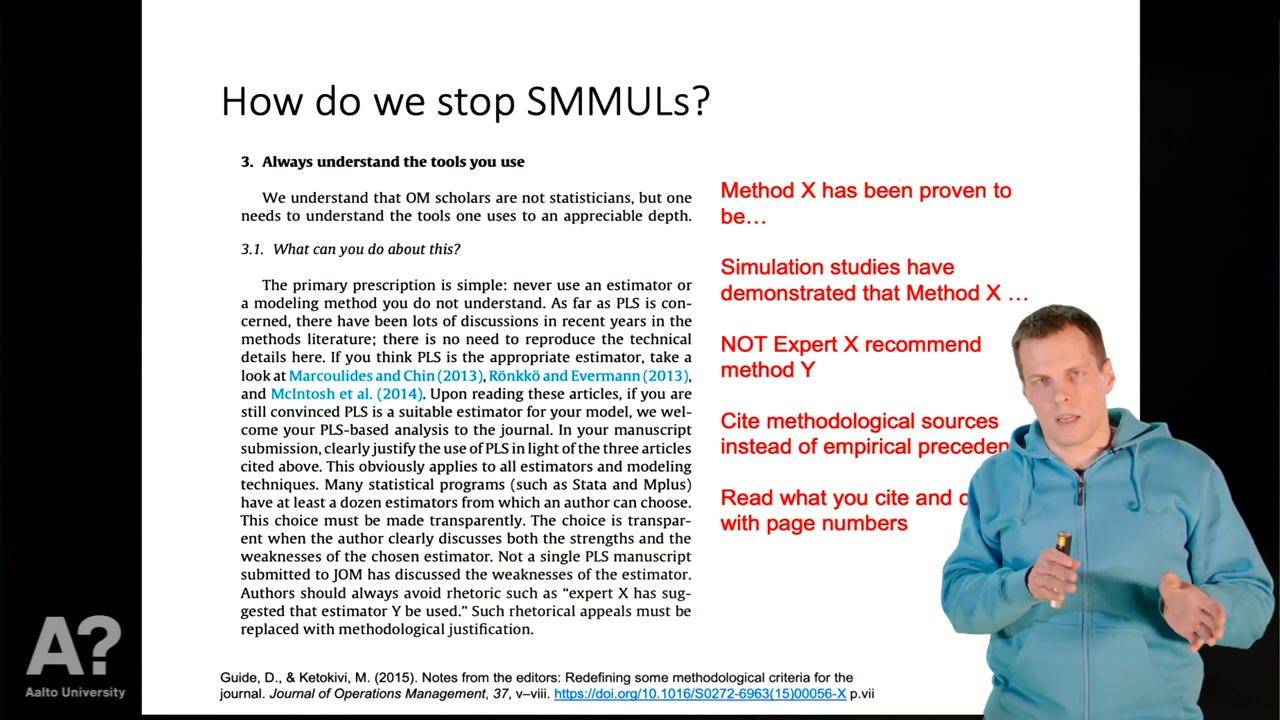 How do we stop SMMULs?
3. Always understand the tools you use
We understand that OM scholars are not statisticians, but one
needs to understand the tools one uses to an appreciable depth.
3.1. What can you do about this?
The primary prescription is simple: never use an estimator or
a modeling method you do not understand. As far as PLS is con-
cerned, there have been lots of discussions in recent years in the
methods literature; there is no need to reproduce the technical
details here. If you think PLS is the appropriate estimator, take a
look at Marcoulides and Chin (2013), Rönkkö and Evermann (2013),
and McIntosh et al. (2014). Upon reading these articles, if you are
still convinced PLS is a suitable estimator for your model, we wel-
come your PLS-based analysis to the journal. In your manuscript
submission, clearly justify the use of PLS in light of the three articles
cited above. This obviously applies to all estimators and modeling
techniques. Many statistical programs (such as Stata and Mplus)
have at least a dozen estimators from which an author can choose.
This choice must be made transparently. The choice is transpar-
ent when the author clearly discusses both the strengths and the
weaknesses of the chosen estimator. Not a single PLS manuscript
submitted to JOM has discussed the weaknesses of the estimator.
Authors should always avoid rhetoric such as “expert X has sug-
gested that estimator Y be used.” Such rhetorical appeals must be
replaced with methodological justification.
Method X has been proven to
be…
Simulation studies have
demonstrated that Method X …
NOT Expert X recommend
method Y
Cite methodological sources
instead of empirical preceden
Read what you cite and c
with page numbers
Guide, D., & Ketokivi, M. (2015). Notes from the editors: Redefining some methodological criteria for the
journal. Journal of Operations Management, 37, v–viii. https://doi.org/10.1016/S0272-6963(15)00056-X p.vii
A?
Aalto University